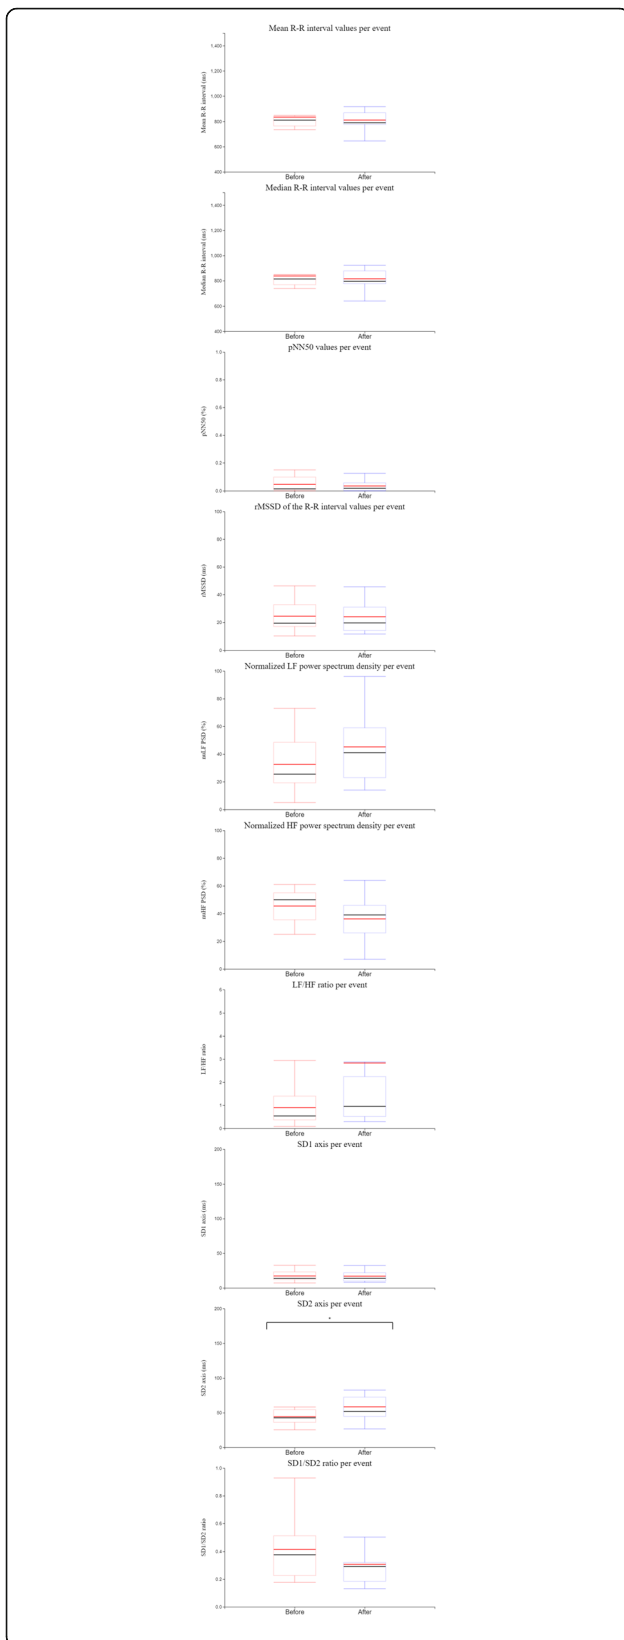 Mean R-R interval values per event
1,400
1,200
1,000
800
600
400
Mean R-R interval (ms)
Before After
Median R-R interval values per event
1,400
1,200
1,000
800
600
400
Median R-R interval (ms)
Before After
pNN50 values per event
1.0
0.8
0.6
0.4
0.2
0.0
pNN50 (%)
Before After
rMSSD of the R-R interval values per event
100
80
60
40
20
0
rMSSD (ms)
Before After
Normalized LF power spectrum density per event
100
80
60
40
20
0
nuLF PSD (%)
Before After
Normalized HF power spectrum density per event
100
80
60
40
20
0
nuHF PSD (%)
Before After
LF/HF ratio per event
6
5
4
3
2
1
0
LF/HF ratio
Before After
SD1 axis per event
200
150
100
50
0
SD1 axis (ms)
Before After
SD2 axis per event
*
200
150
100
50
0
SD2 axis (ms)
Before After
SD1/SD2 ratio per event
1.0
0.8
0.6
0.4
0.2
0.0
SD1/SD2 ratio
Before After